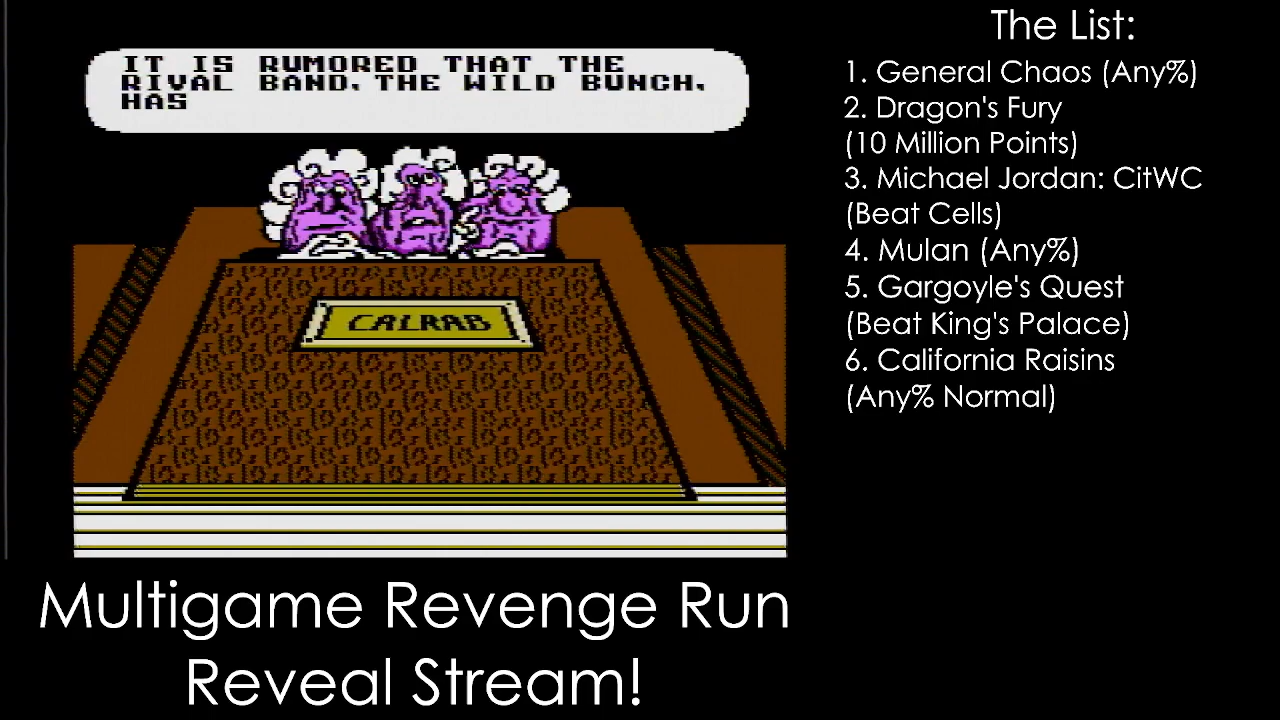 IT IS RUMORED THAT THE
RIVAL BAND, THE WILD BUNCH,
HAS
CALRAB
Multigame Revenge Run
Reveal Stream!
The List:
1. General Chaos (Any%)
2. Dragon's Fury
(10 Million Points)
3. Michael Jordan: CitWC
(Beat Cells)
4. Mulan (Any%)
5. Gargoyle's Quest
(Beat King's Palace)
6. California Raisins
(Any% Normal)